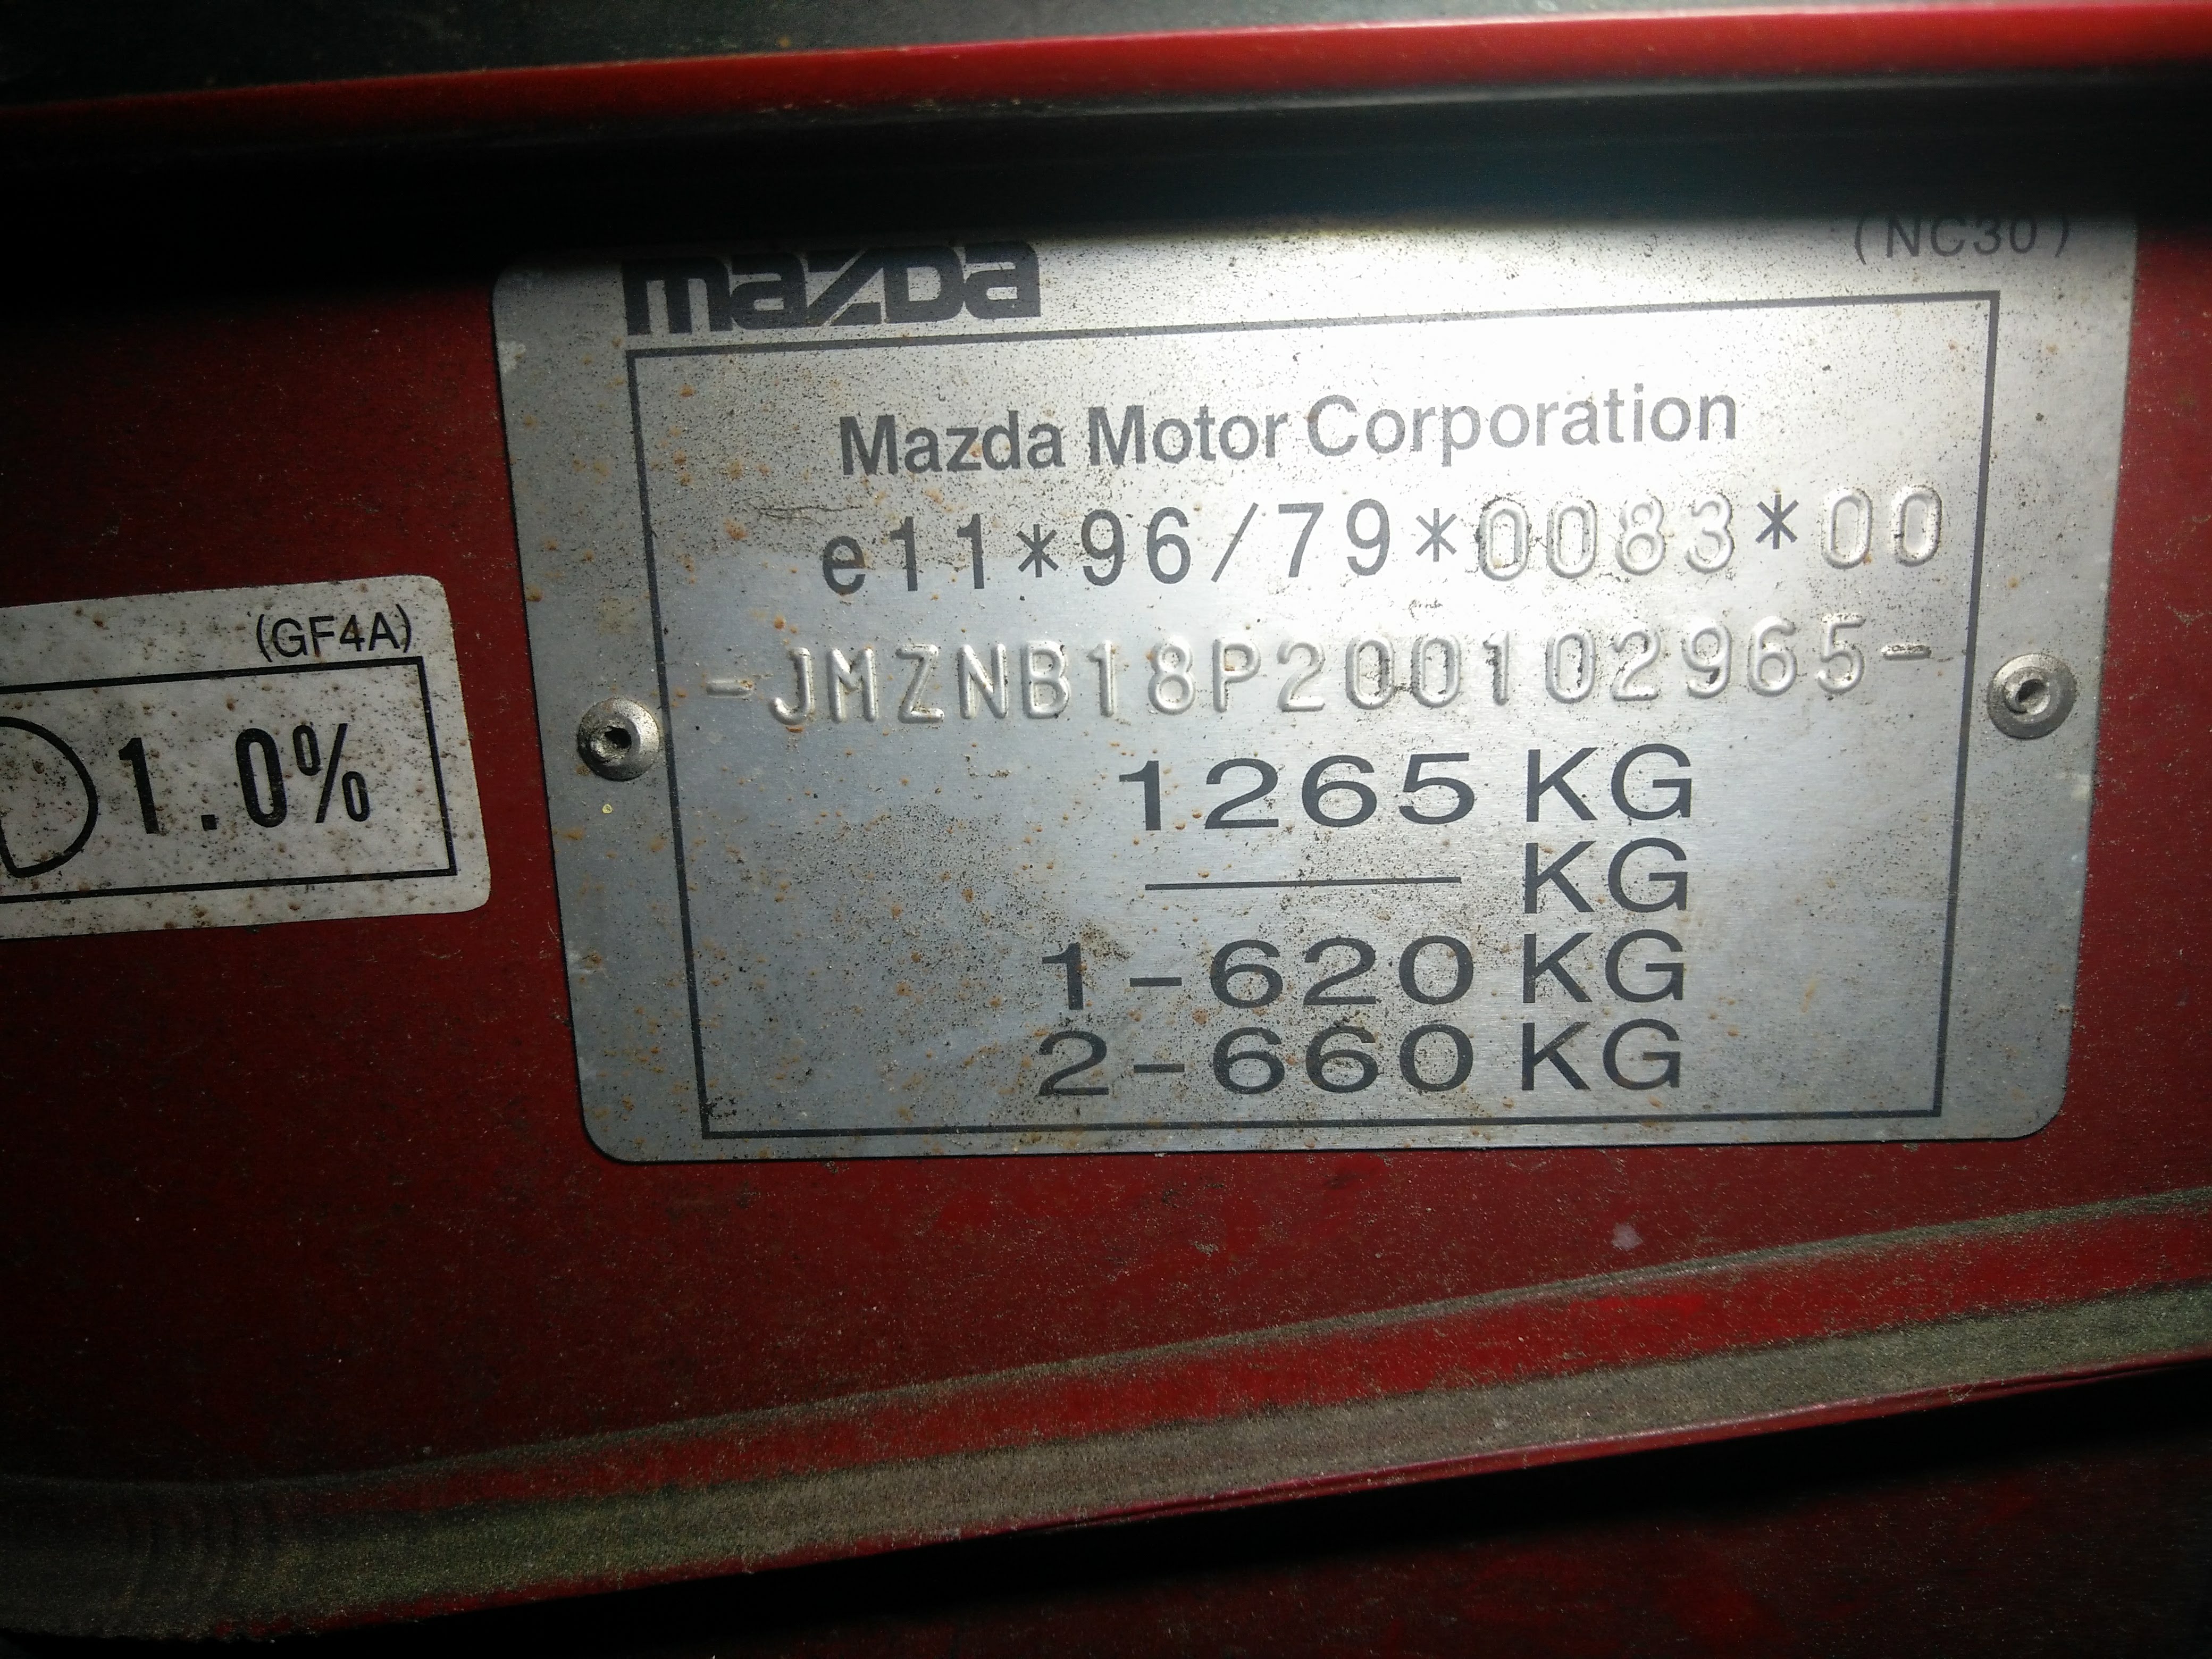 mazda
(NC30)
Mazda Motor Corporation
e11*96/79*0083*00
-JMZNB18P200102965-
1265 KG
KG
1-620 KG
2-660 KG
(GF4A)
1.0%